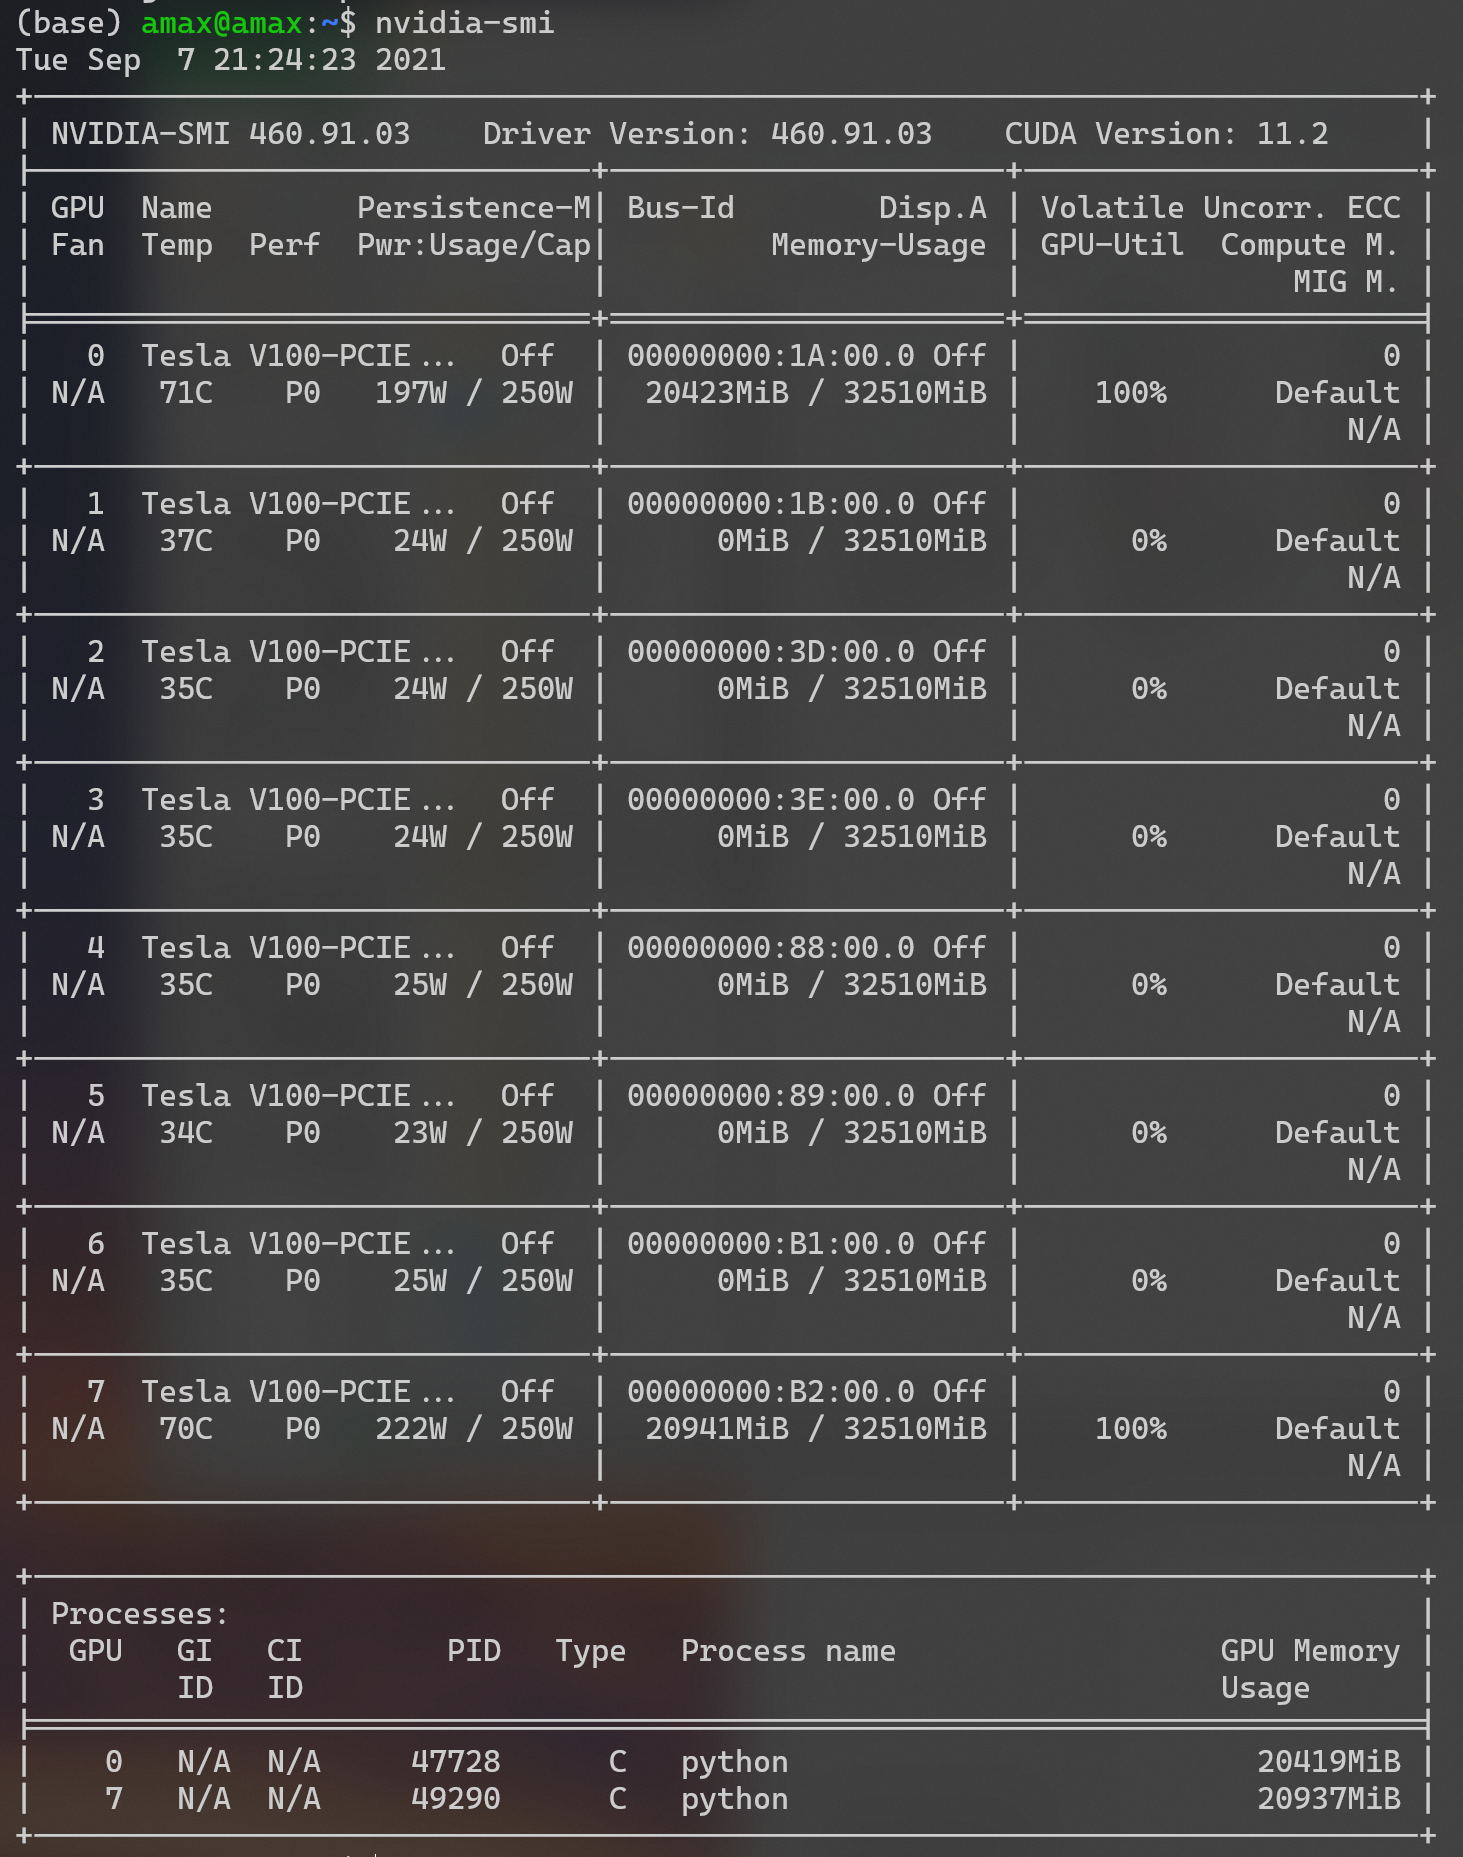 (base) amax@amax:~$ nvidia-smi
Tue Sep  7 21:24:23 2021
+-----------------------------------------------------------------------------+
| NVIDIA-SMI 460.91.03    Driver Version: 460.91.03    CUDA Version: 11.2     |
|-------------------------------+----------------------+----------------------+
| GPU  Name        Persistence-M| Bus-Id        Disp.A | Volatile Uncorr. ECC |
| Fan  Temp  Perf  Pwr:Usage/Cap|         Memory-Usage | GPU-Util  Compute M. |
|                               |                      |               MIG M. |
|===============================+======================+======================|
|   0  Tesla V100-PCIE...  Off  | 00000000:1A:00.0 Off |                    0 |
| N/A   71C    P0   197W / 250W |  20423MiB / 32510MiB |    100%      Default |
|                               |                      |                  N/A |
+-------------------------------+----------------------+----------------------+
|   1  Tesla V100-PCIE...  Off  | 00000000:1B:00.0 Off |                    0 |
| N/A   37C    P0    24W / 250W |      0MiB / 32510MiB |      0%      Default |
|                               |                      |                  N/A |
+-------------------------------+----------------------+----------------------+
|   2  Tesla V100-PCIE...  Off  | 00000000:3D:00.0 Off |                    0 |
| N/A   35C    P0    24W / 250W |      0MiB / 32510MiB |      0%      Default |
|                               |                      |                  N/A |
+-------------------------------+----------------------+----------------------+
|   3  Tesla V100-PCIE...  Off  | 00000000:3E:00.0 Off |                    0 |
| N/A   35C    P0    24W / 250W |      0MiB / 32510MiB |      0%      Default |
|                               |                      |                  N/A |
+-------------------------------+----------------------+----------------------+
|   4  Tesla V100-PCIE...  Off  | 00000000:88:00.0 Off |                    0 |
| N/A   35C    P0    25W / 250W |      0MiB / 32510MiB |      0%      Default |
|                               |                      |                  N/A |
+-------------------------------+----------------------+----------------------+
|   5  Tesla V100-PCIE...  Off  | 00000000:89:00.0 Off |                    0 |
| N/A   34C    P0    23W / 250W |      0MiB / 32510MiB |      0%      Default |
|                               |                      |                  N/A |
+-------------------------------+----------------------+----------------------+
|   6  Tesla V100-PCIE...  Off  | 00000000:B1:00.0 Off |                    0 |
| N/A   35C    P0    25W / 250W |      0MiB / 32510MiB |      0%      Default |
|                               |                      |                  N/A |
+-------------------------------+----------------------+----------------------+
|   7  Tesla V100-PCIE...  Off  | 00000000:B2:00.0 Off |                    0 |
| N/A   70C    P0   222W / 250W |  20941MiB / 32510MiB |    100%      Default |
|                               |                      |                  N/A |
+-------------------------------+----------------------+----------------------+

+-----------------------------------------------------------------------------+
| Processes:                                                                  |
|  GPU   GI   CI        PID   Type   Process name                  GPU Memory |
|        ID   ID                                                   Usage      |
|=============================================================================|
|    0   N/A  N/A     47728      C   python                          20419MiB |
|    7   N/A  N/A     49290      C   python                          20937MiB |
+-----------------------------------------------------------------------------+